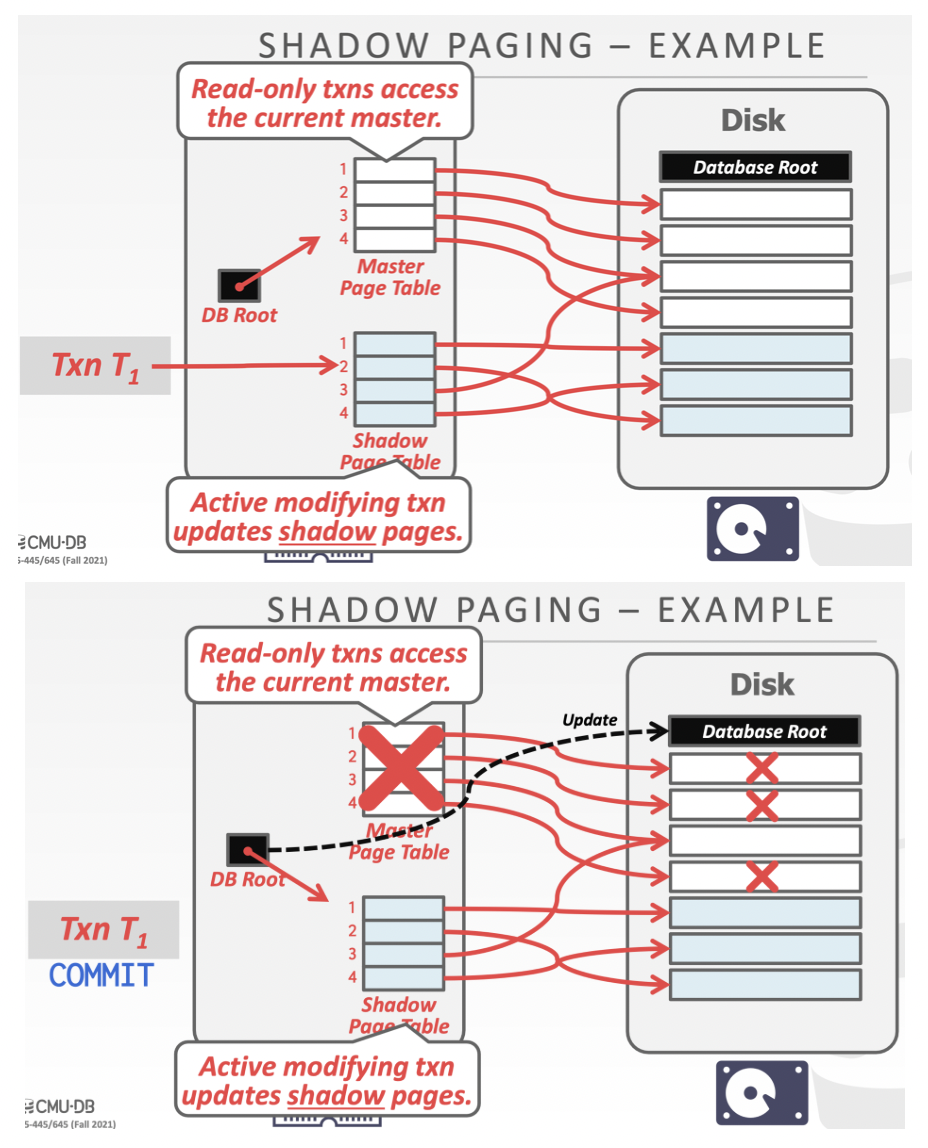 SHADOW PAGING – EXAMPLE
Read-only txns access
the current master.
Disk
Database Root
1
2
3
4
Master
Page Table
DB Root
Txn T1
1
2
3
4
Shadow
Page Table
Active modifying txn
updates shadow pages.
CMU·DB
5-445/645 (Fall 2021)
SHADOW PAGING – EXAMPLE
Read-only txns access
the current master.
Disk
Update
Database Root
1
2
3
4
Master
Page Table
DB Root
Txn T1
COMMIT
1
2
3
4
Shadow
Page Table
Active modifying txn
updates shadow pages.
CMU·DB
5-445/645 (Fall 2021)